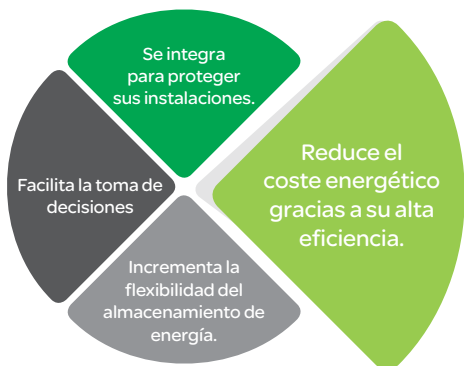 Se integra
para proteger
sus instalaciones.
Reduce el
coste energético
gracias a su alta
eficiencia.
Facilita la toma de
decisiones
Incrementa la
flexibilidad del
almacenamiento de
energía.